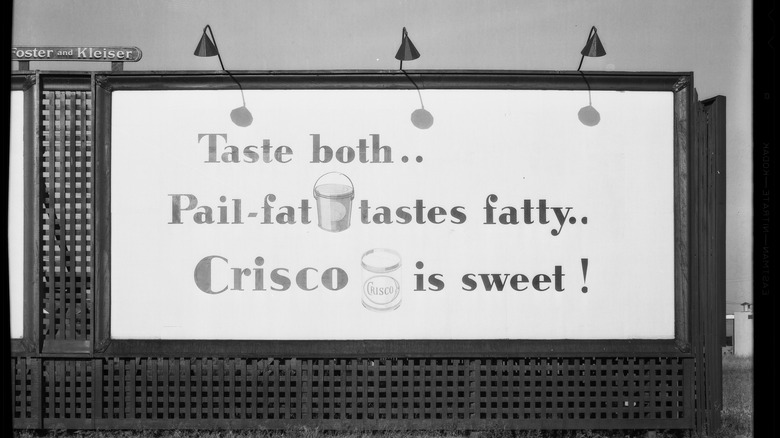 Foster and Kleiser
Taste both..
Pail-fat tastes fatty..
Crisco is sweet!
CRISCO